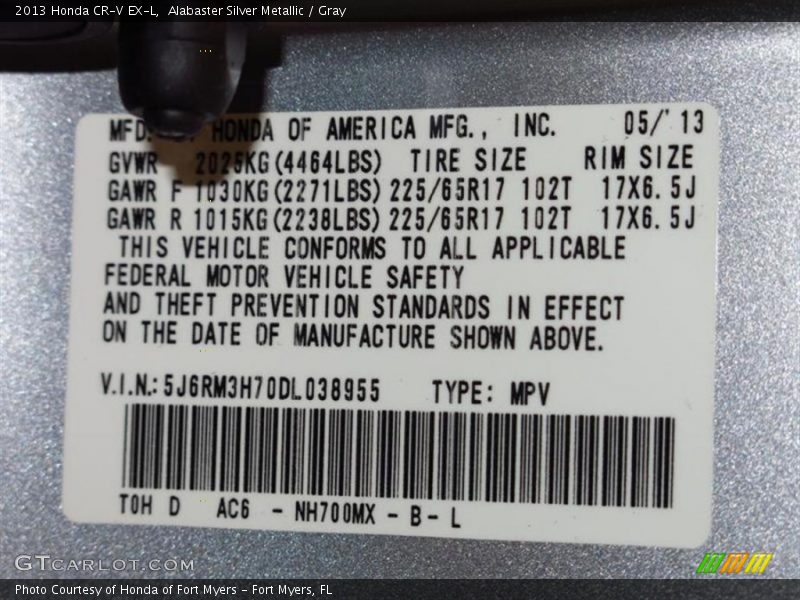 2013 Honda CR-V EX-L,  Alabaster Silver Metallic / Gray
MFD. HONDA OF AMERICA MFG., INC. 05/'13
GVWR 2025KG(4464LBS) TIRE SIZE RIM SIZE
GAWR F 1030KG(2271LBS) 225/65R17 102T 17X6.5J
GAWR R 1015KG(2238LBS) 225/65R17 102T 17X6.5J
THIS VEHICLE CONFORMS TO ALL APPLICABLE
FEDERAL MOTOR VEHICLE SAFETY
AND THEFT PREVENTION STANDARDS IN EFFECT
ON THE DATE OF MANUFACTURE SHOWN ABOVE.
V.I.N.: 5J6RM3H70DL038955 TYPE: MPV
T0H D AC6 - NH700MX - B - L
GTCARLOT.COM
Photo Courtesy of Honda of Fort Myers - Fort Myers, FL